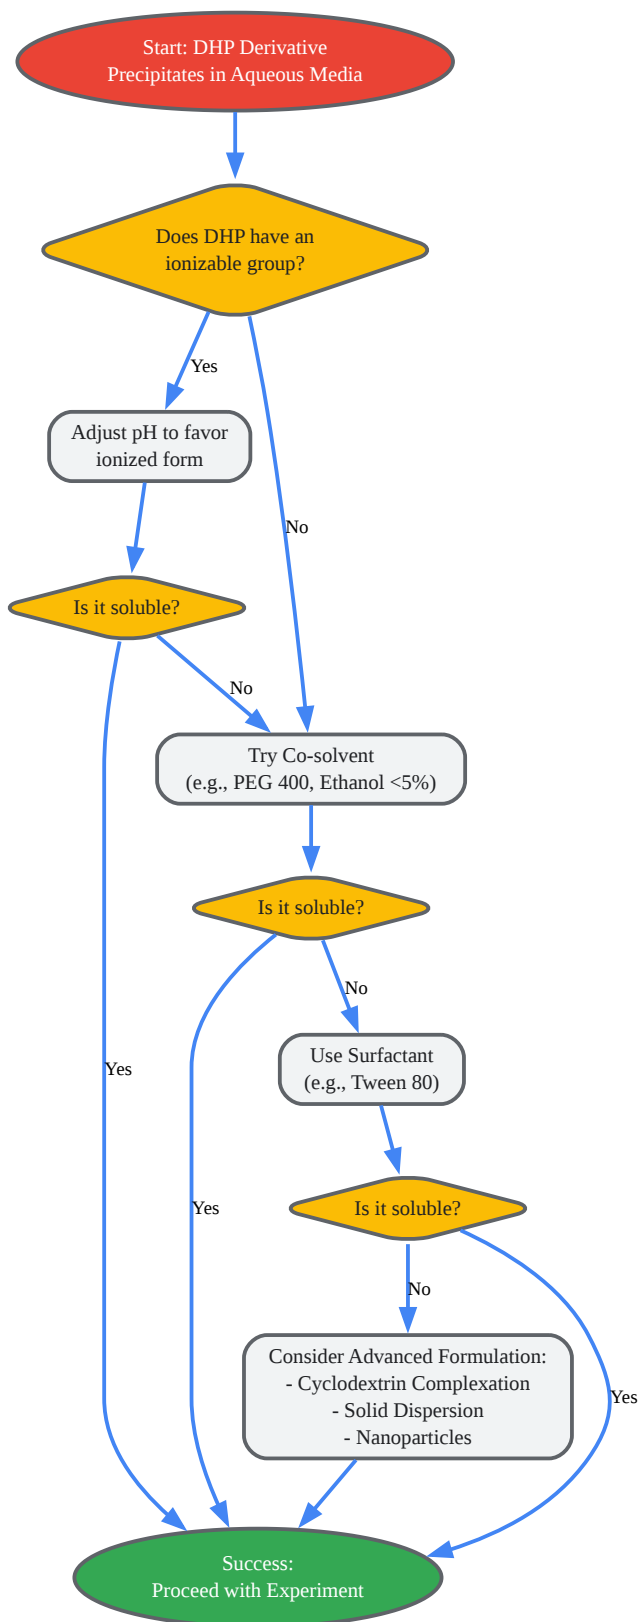 Start: DHP Derivative
Precipitates in Aqueous Media
Does DHP have an
ionizable group?
Yes
Adjust pH to favor
ionized form
No
Is it soluble?
No
Try Co-solvent
(e.g., PEG 400, Ethanol <5%)
Is it soluble?
No
Use Surfactant
(e.g., Tween 80)
Yes
Yes
Is it soluble?
No
Consider Advanced Formulation:
- Cyclodextrin Complexation
- Solid Dispersion
- Nanoparticles
Yes
Success:
Proceed with Experiment